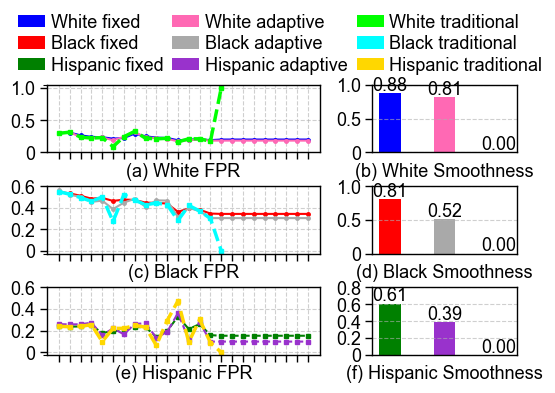 White fixed White adaptive White traditional
Black fixed Black adaptive Black traditional
Hispanic fixed Hispanic adaptive Hispanic traditional
1.0
0.5
0
(a) White FPR
1.0
0.5
0
0.88 0.81 0.00
(b) White Smoothness
0.6
0.4
0.2
0
(c) Black FPR
1.0
0.5
0
0.81 0.52 0.00
(d) Black Smoothness
0.6
0.4
0.2
0
(e) Hispanic FPR
0.8
0.6
0.4
0.2
0
0.61 0.39 0.00
(f) Hispanic Smoothness